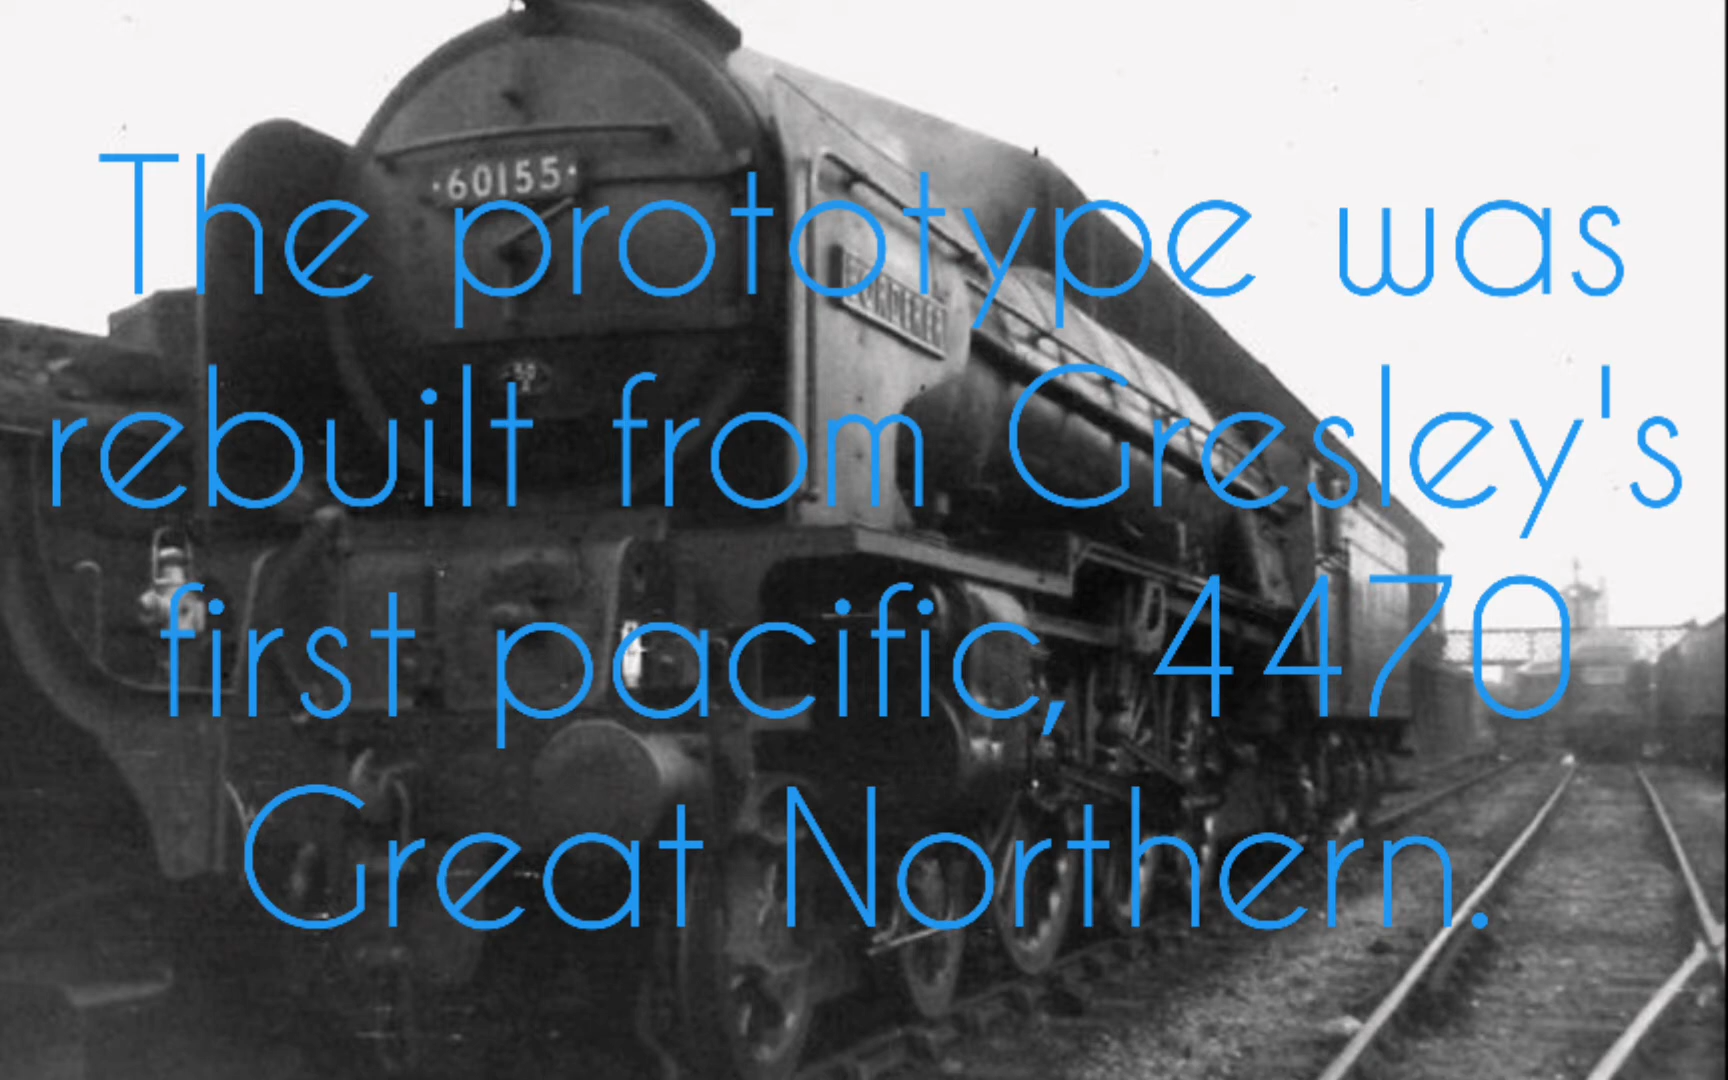 ·60155·
The prototype was
rebuilt from Gresley's
first pacific, 4470
Great Northern.